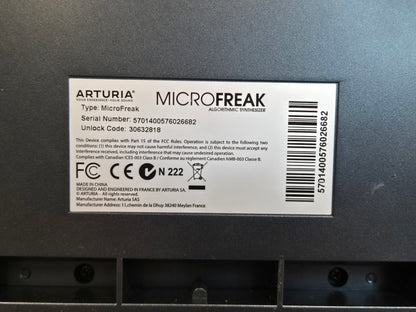 ARTURIA
YOUR EXPERIENCE • YOUR SOUND
MICROFREAK
ALGORITHMIC SYNTHESIZER
Type: MicroFreak
Serial Number: 5701400576026682
Unlock Code: 30632818
This Device complies with Part 15 of the FCC Rules. Operation is subject to the following two
conditions: (1) this device may not cause harmful interference, and (2) this device must accept any
interference received, including interference that may cause undesired operation.
Complies with Canadian ICES-003 Class B / Conforme au règlement Canadien NMB-003 Classe B.
FC CE N 222
MADE IN CHINA
DESIGNED AND ENGINEERED IN FRANCE BY ARTURIA SA.
© ARTURIA - All Rights reserved
Manufacturer Name: Arturia SAS
Manufacturer Address: 11,chemin de la Dhuy 38240 Meylan France
5701400576026682